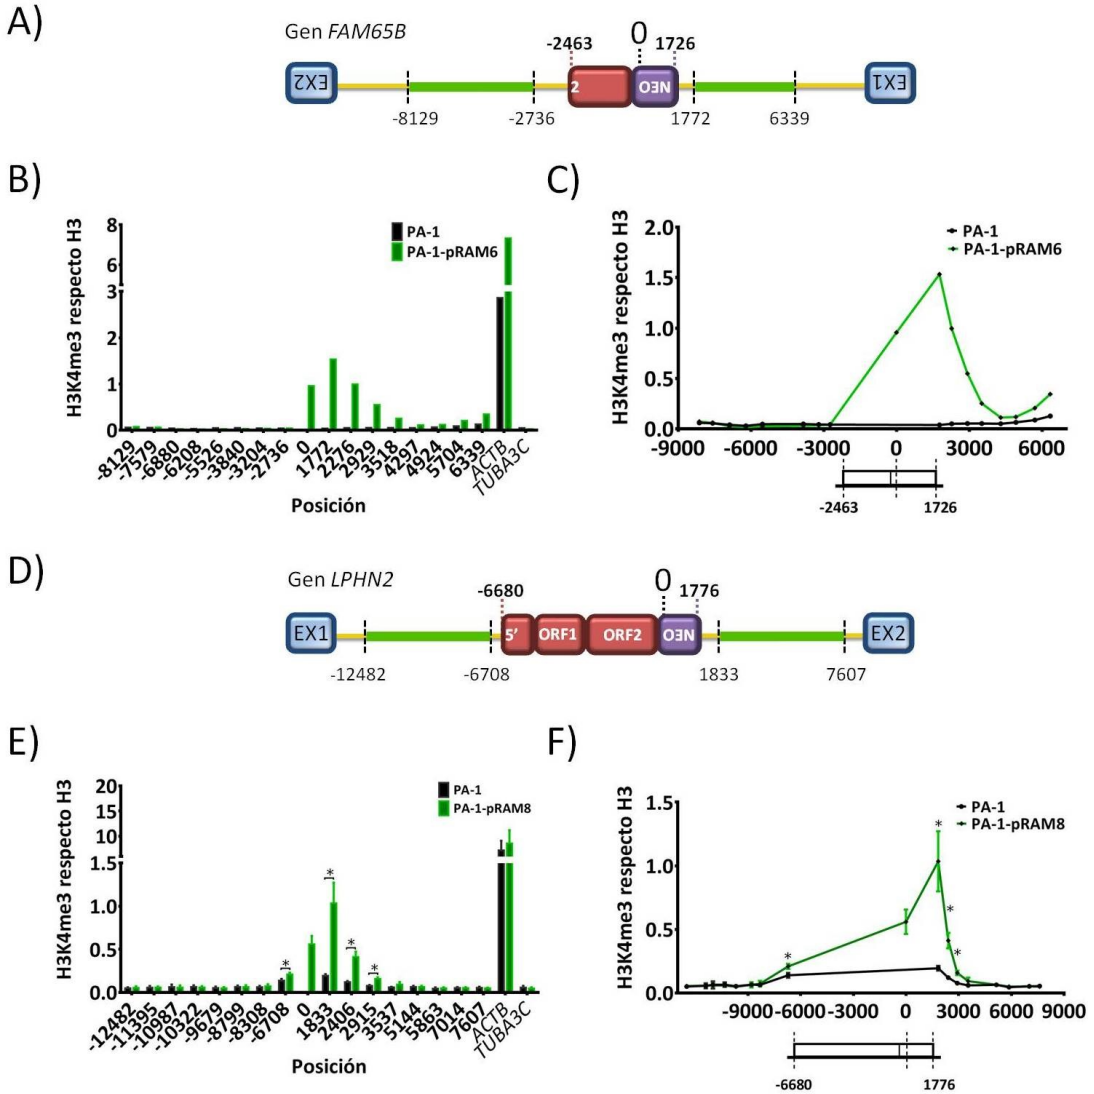 A)
Gen FAM65B
0
-2463 1726
EX2 2 NEO EX1
-8129 -2736 1772 6339
B)
H3K4me3 respecto H3
8
6
3
2
1
0
PA-1
PA-1-pRAM6
-8129 -7579 -6880 -6208 -5526 -3840 -3204 -2736 0 1772 2276 2929 3518 4297 4924 5704 6339 ACTB TUBA3C
Posición
C)
H3K4me3 respecto H3
2.0
1.5
1.0
0.5
0.0
PA-1
PA-1-pRAM6
-9000 -6000 -3000 0 3000 6000
-2463 1726
D)
Gen LPHN2
0
-6680 1776
EX1 5' ORF1 ORF2 NEO EX2
-12482 -6708 1833 7607
E)
H3K4me3 respecto H3
20
15
10
1.5
1.0
0.5
0.0
PA-1
PA-1-pRAM8
* * * *
-12482 -11395 -10987 -10322 -9679 -8799 -8308 -6708 0 1833 2406 2915 3537 5144 5863 7014 7607 ACTB TUBA3C
Posición
F)
H3K4me3 respecto H3
1.5
1.0
0.5
0.0
PA-1
PA-1-pRAM8
* * * *
-9000 -6000 -3000 0 3000 6000 9000
-6680 1776